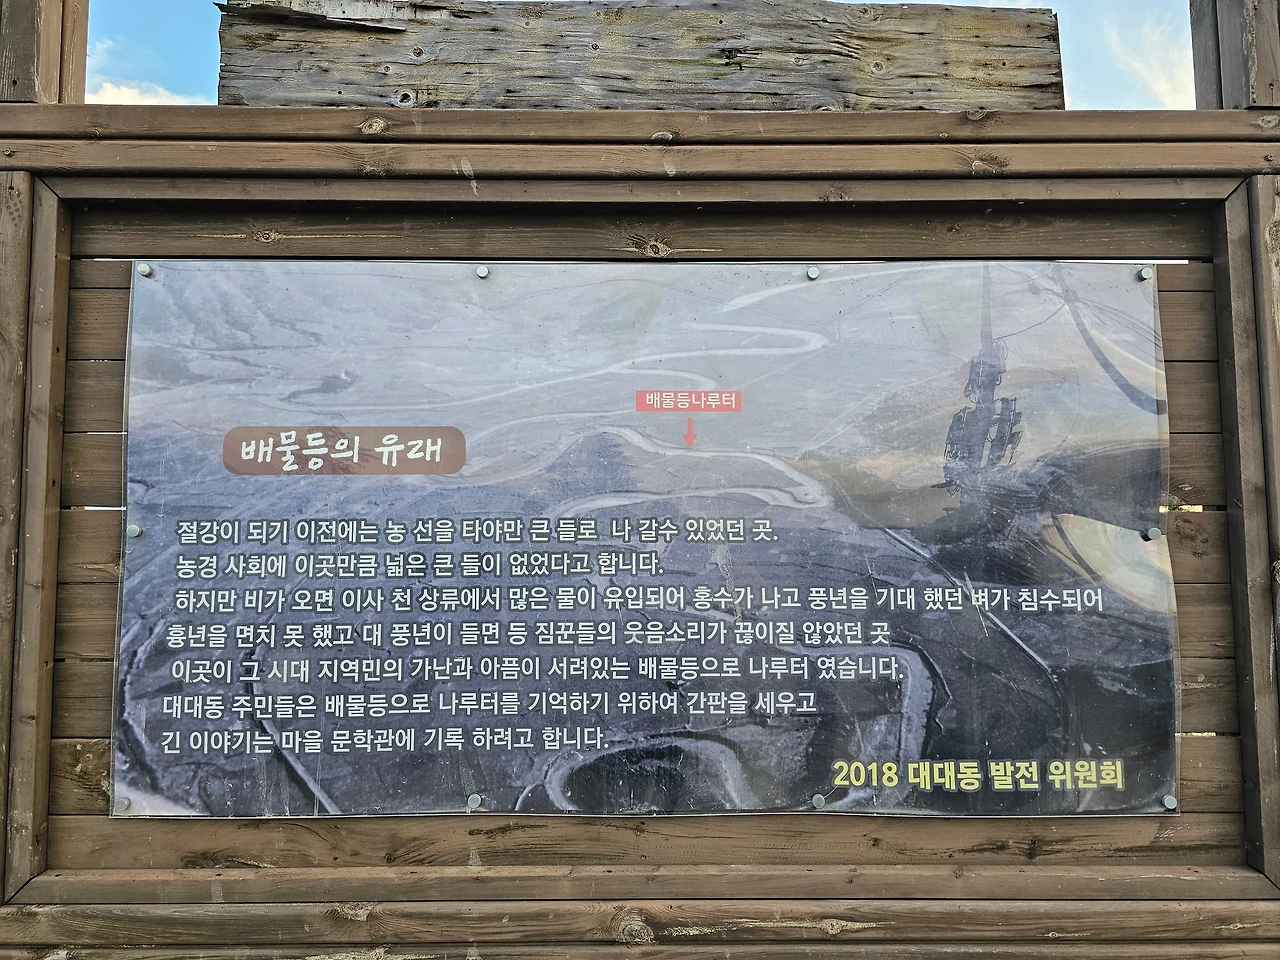 배물등나루터
배물등의 유래
절강이 되기 이전에는 농 선을 타야만 큰 들로 나 갈수 있었던 곳.
농경 사회에 이곳만큼 넓은 큰 들이 없었다고 합니다.
하지만 비가 오면 이사 천 상류에서 많은 물이 유입되어 홍수가 나고 풍년을 기대 했던 벼가 침수되어
흉년을 면치 못 했고 대 풍년이 들면 등 짐꾼들의 웃음소리가 끊이질 않았던 곳
이곳이 그 시대 지역민의 가난과 아픔이 서려있는 배물등으로 나루터 였습니다.
대대동 주민들은 배물등으로 나루터를 기억하기 위하여 간판을 세우고
긴 이야기는 마을 문학관에 기록 하려고 합니다.
2018 대대동 발전 위원회